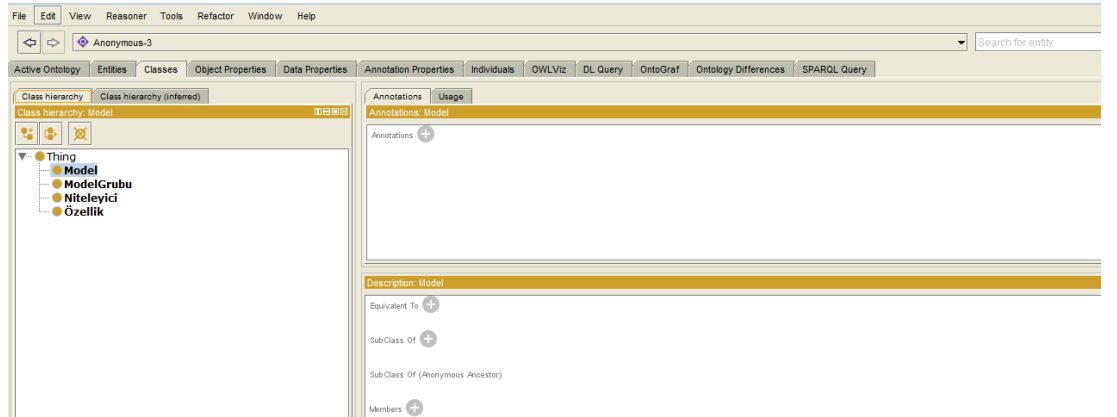 File Edit View Reasoner Tools Refactor Window Help
Anonymous-3 Search for entity
Active Ontology Entities Classes Object Properties Data Properties Annotation Properties Individuals OWLViz DL Query OntoGraf Ontology Differences SPARQL Query
Class hierarchy Class hierarchy (inferred)
Class hierarchy: Model
Thing
Model
ModelGrubu
Niteleyici
Özellik
Annotations Usage
Annotations: Model
Annotations
Description: Model
Equivalent To
SubClass Of
SubClass Of (Anonymous Ancestor)
Members